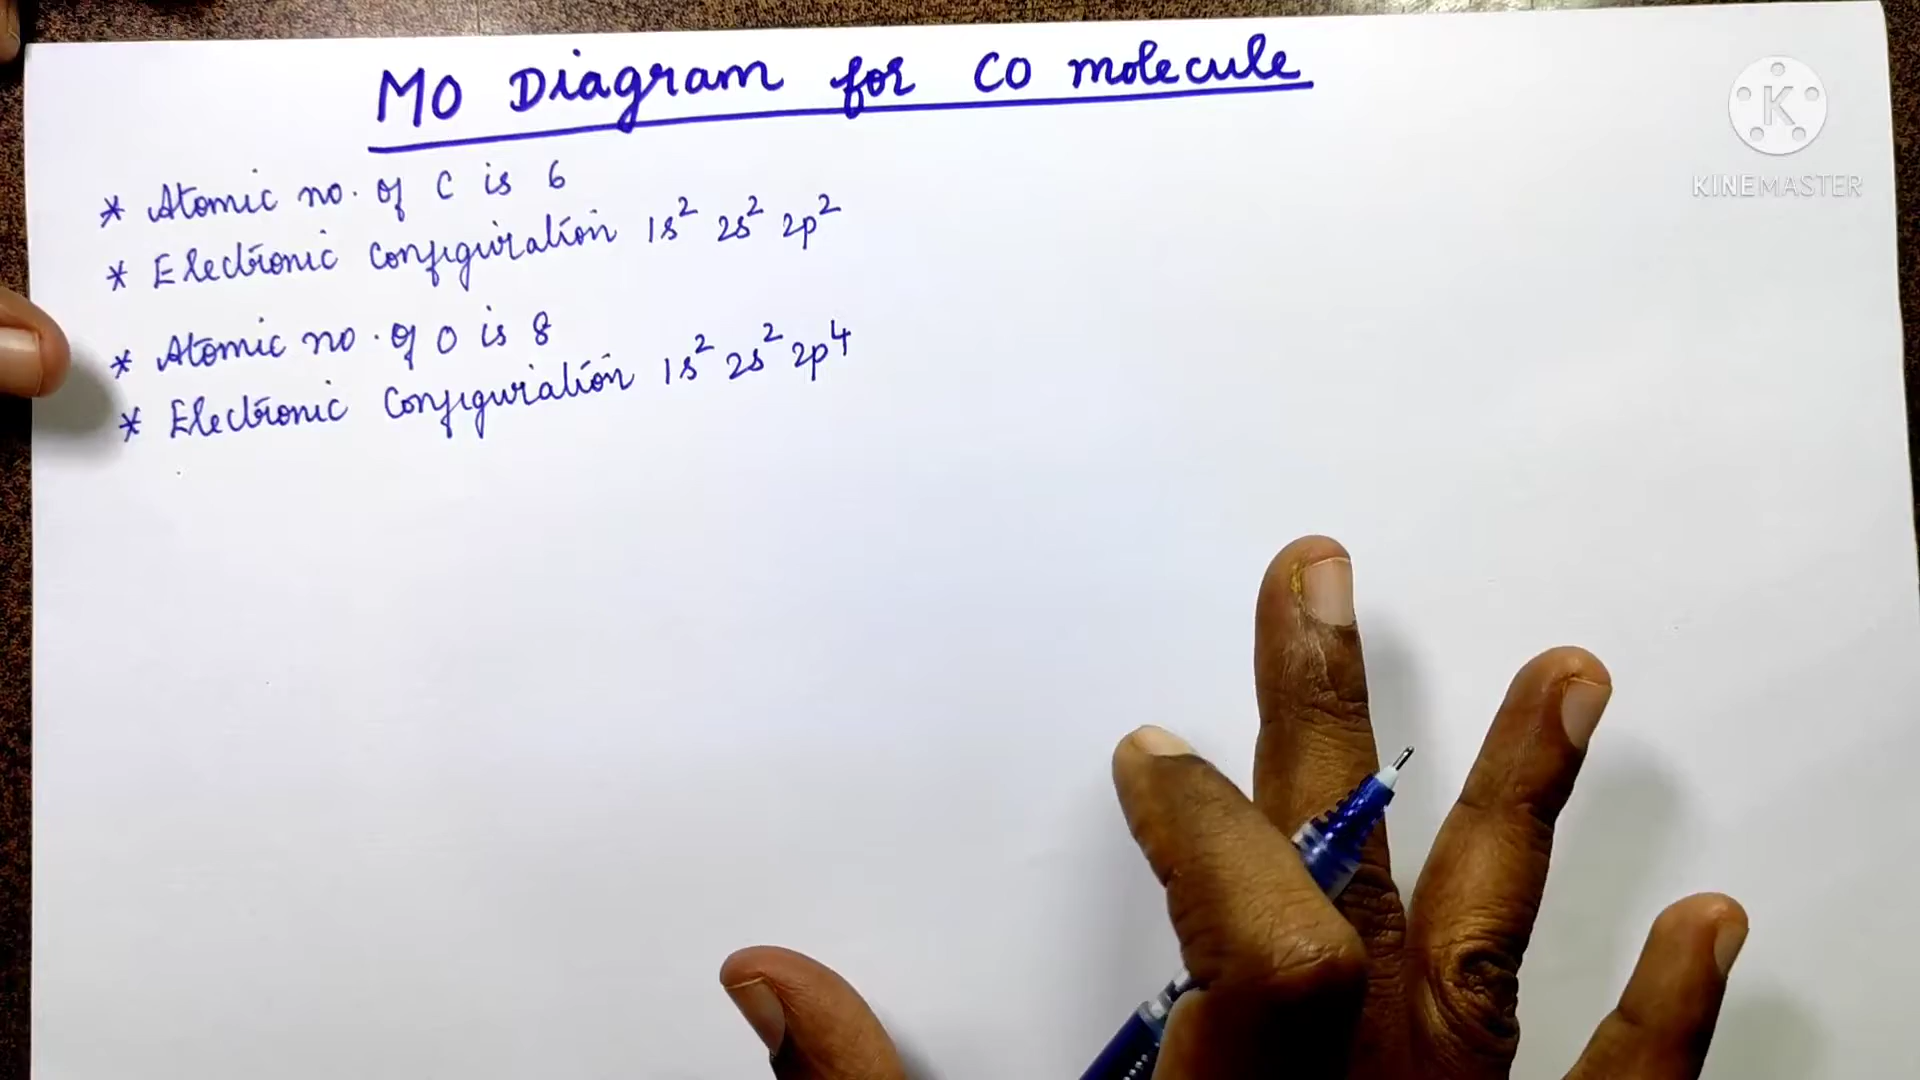 MO Diagram for CO molecule
K
KINEMASTER
* Atomic no. of C is 6
* Electronic Configuration 1s² 2s² 2p²
* Atomic no. of O is 8
* Electronic Configuration 1s² 2s² 2p⁴